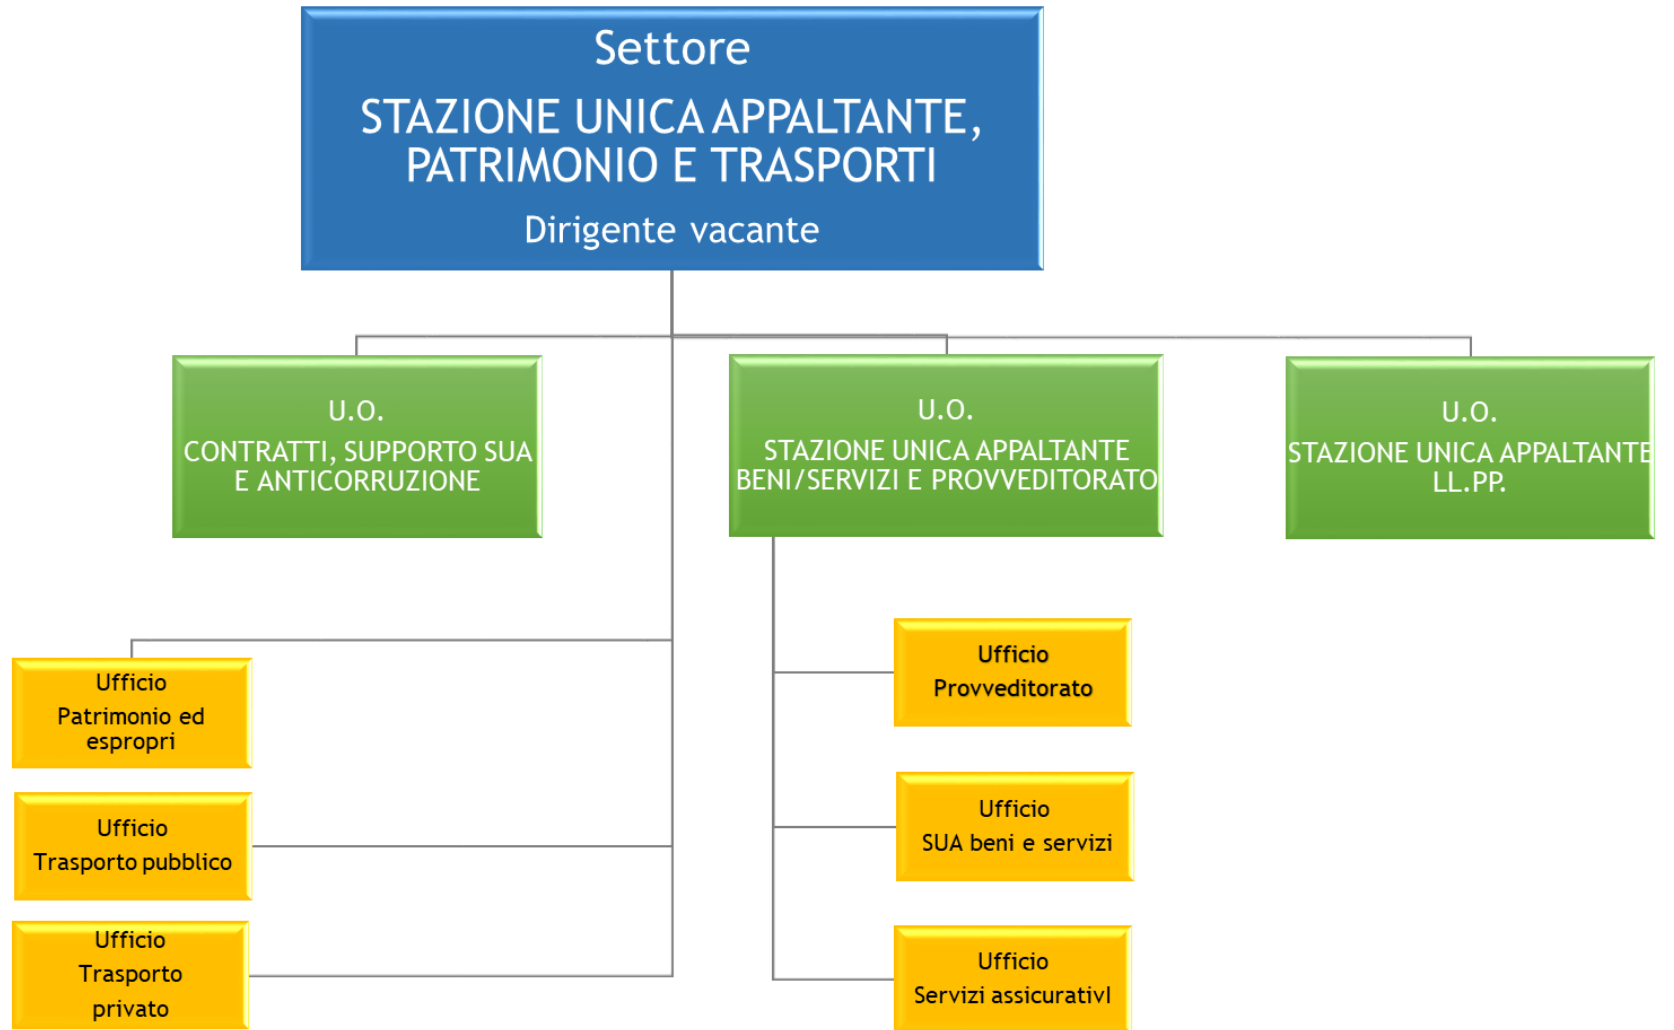 Settore
STAZIONE UNICA APPALTANTE,
PATRIMONIO E TRASPORTI
Dirigente vacante
U.O.
CONTRATTI, SUPPORTO SUA
E ANTICORRUZIONE
U.O.
STAZIONE UNICA APPALTANTE
BENI/SERVIZI E PROVVEDITORATO
U.O.
STAZIONE UNICA APPALTANTE
LL.PP.
Ufficio
Patrimonio ed
espropri
Ufficio
Trasporto pubblico
Ufficio
Trasporto
privato
Ufficio
Provveditorato
Ufficio
SUA beni e servizi
Ufficio
Servizi assicurativI